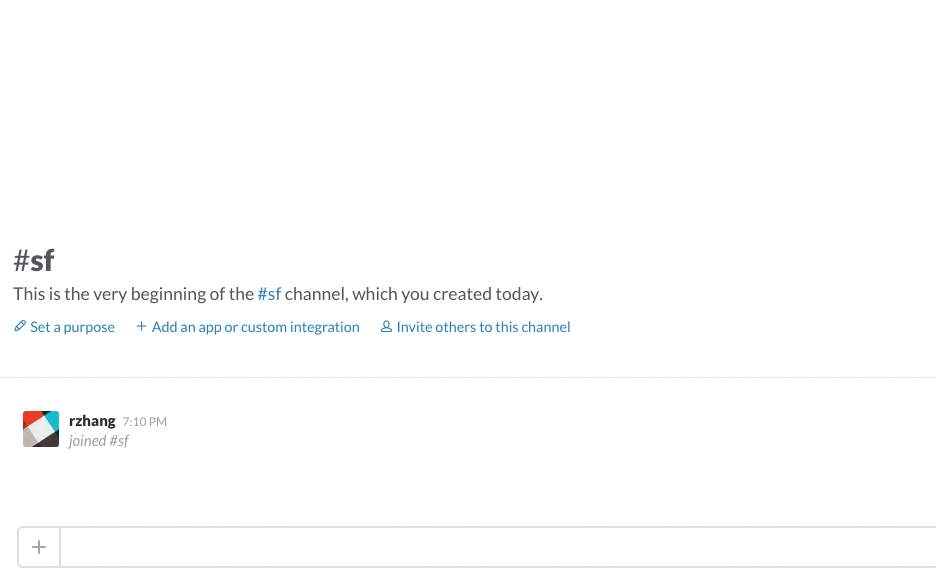 #sf
This is the very beginning of the #sf channel, which you created today.
Set a purpose + Add an app or custom integration Invite others to this channel
rzhang 7:10 PM
joined #sf
+